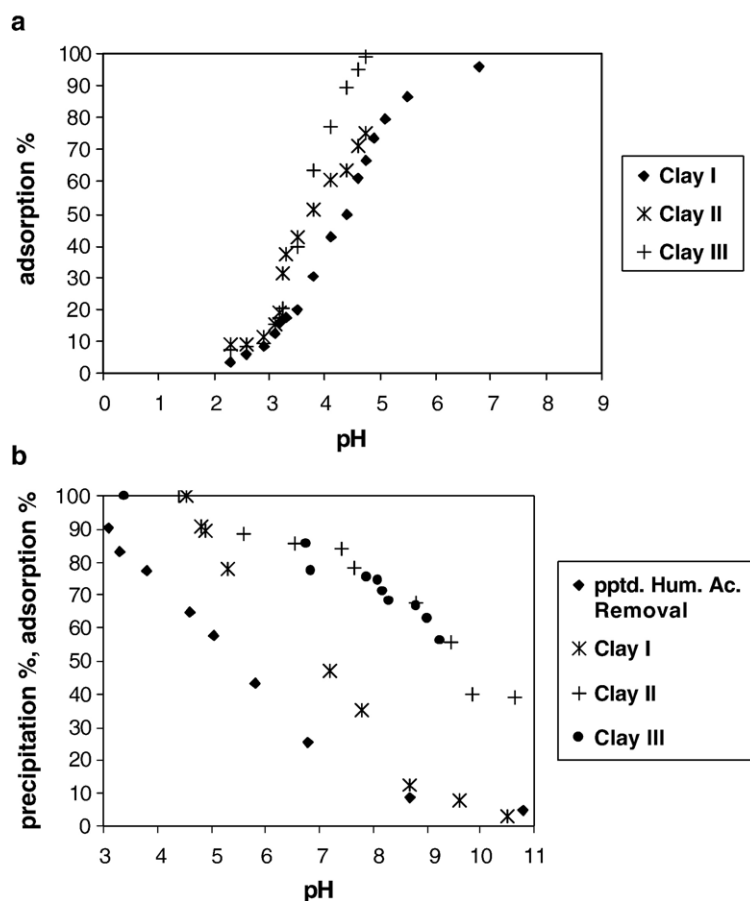 a
100
90
80
70
60
50
40
30
20
10
0
adsorption %
0 1 2 3 4 5 6 7 8 9
pH
Clay I
Clay II
Clay III
b
100
90
80
70
60
50
40
30
20
10
0
precipitation %, adsorption %
3 4 5 6 7 8 9 10 11
pH
pptd. Hum. Ac.
Removal
Clay I
Clay II
Clay III